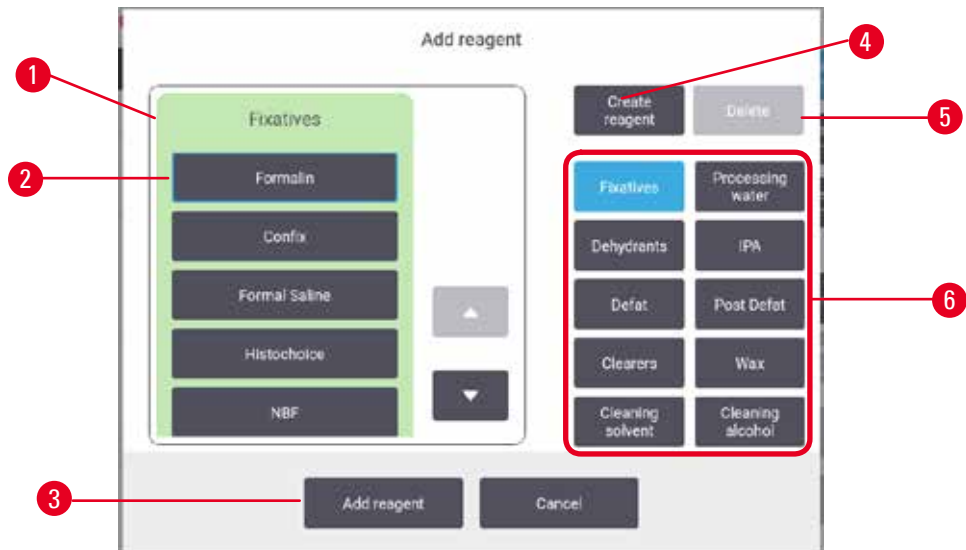 Add reagent
4
1
Create
reagent
Delete
5
Fixatives
2
Formalin
Fixatives
Processing
water
Confix
Dehydrants
IPA
Formal Saline
Defat
Post Defat
6
Histochoice
Clearers
Wax
NBF
Cleaning
solvent
Cleaning
alcohol
3
Add reagent
Cancel